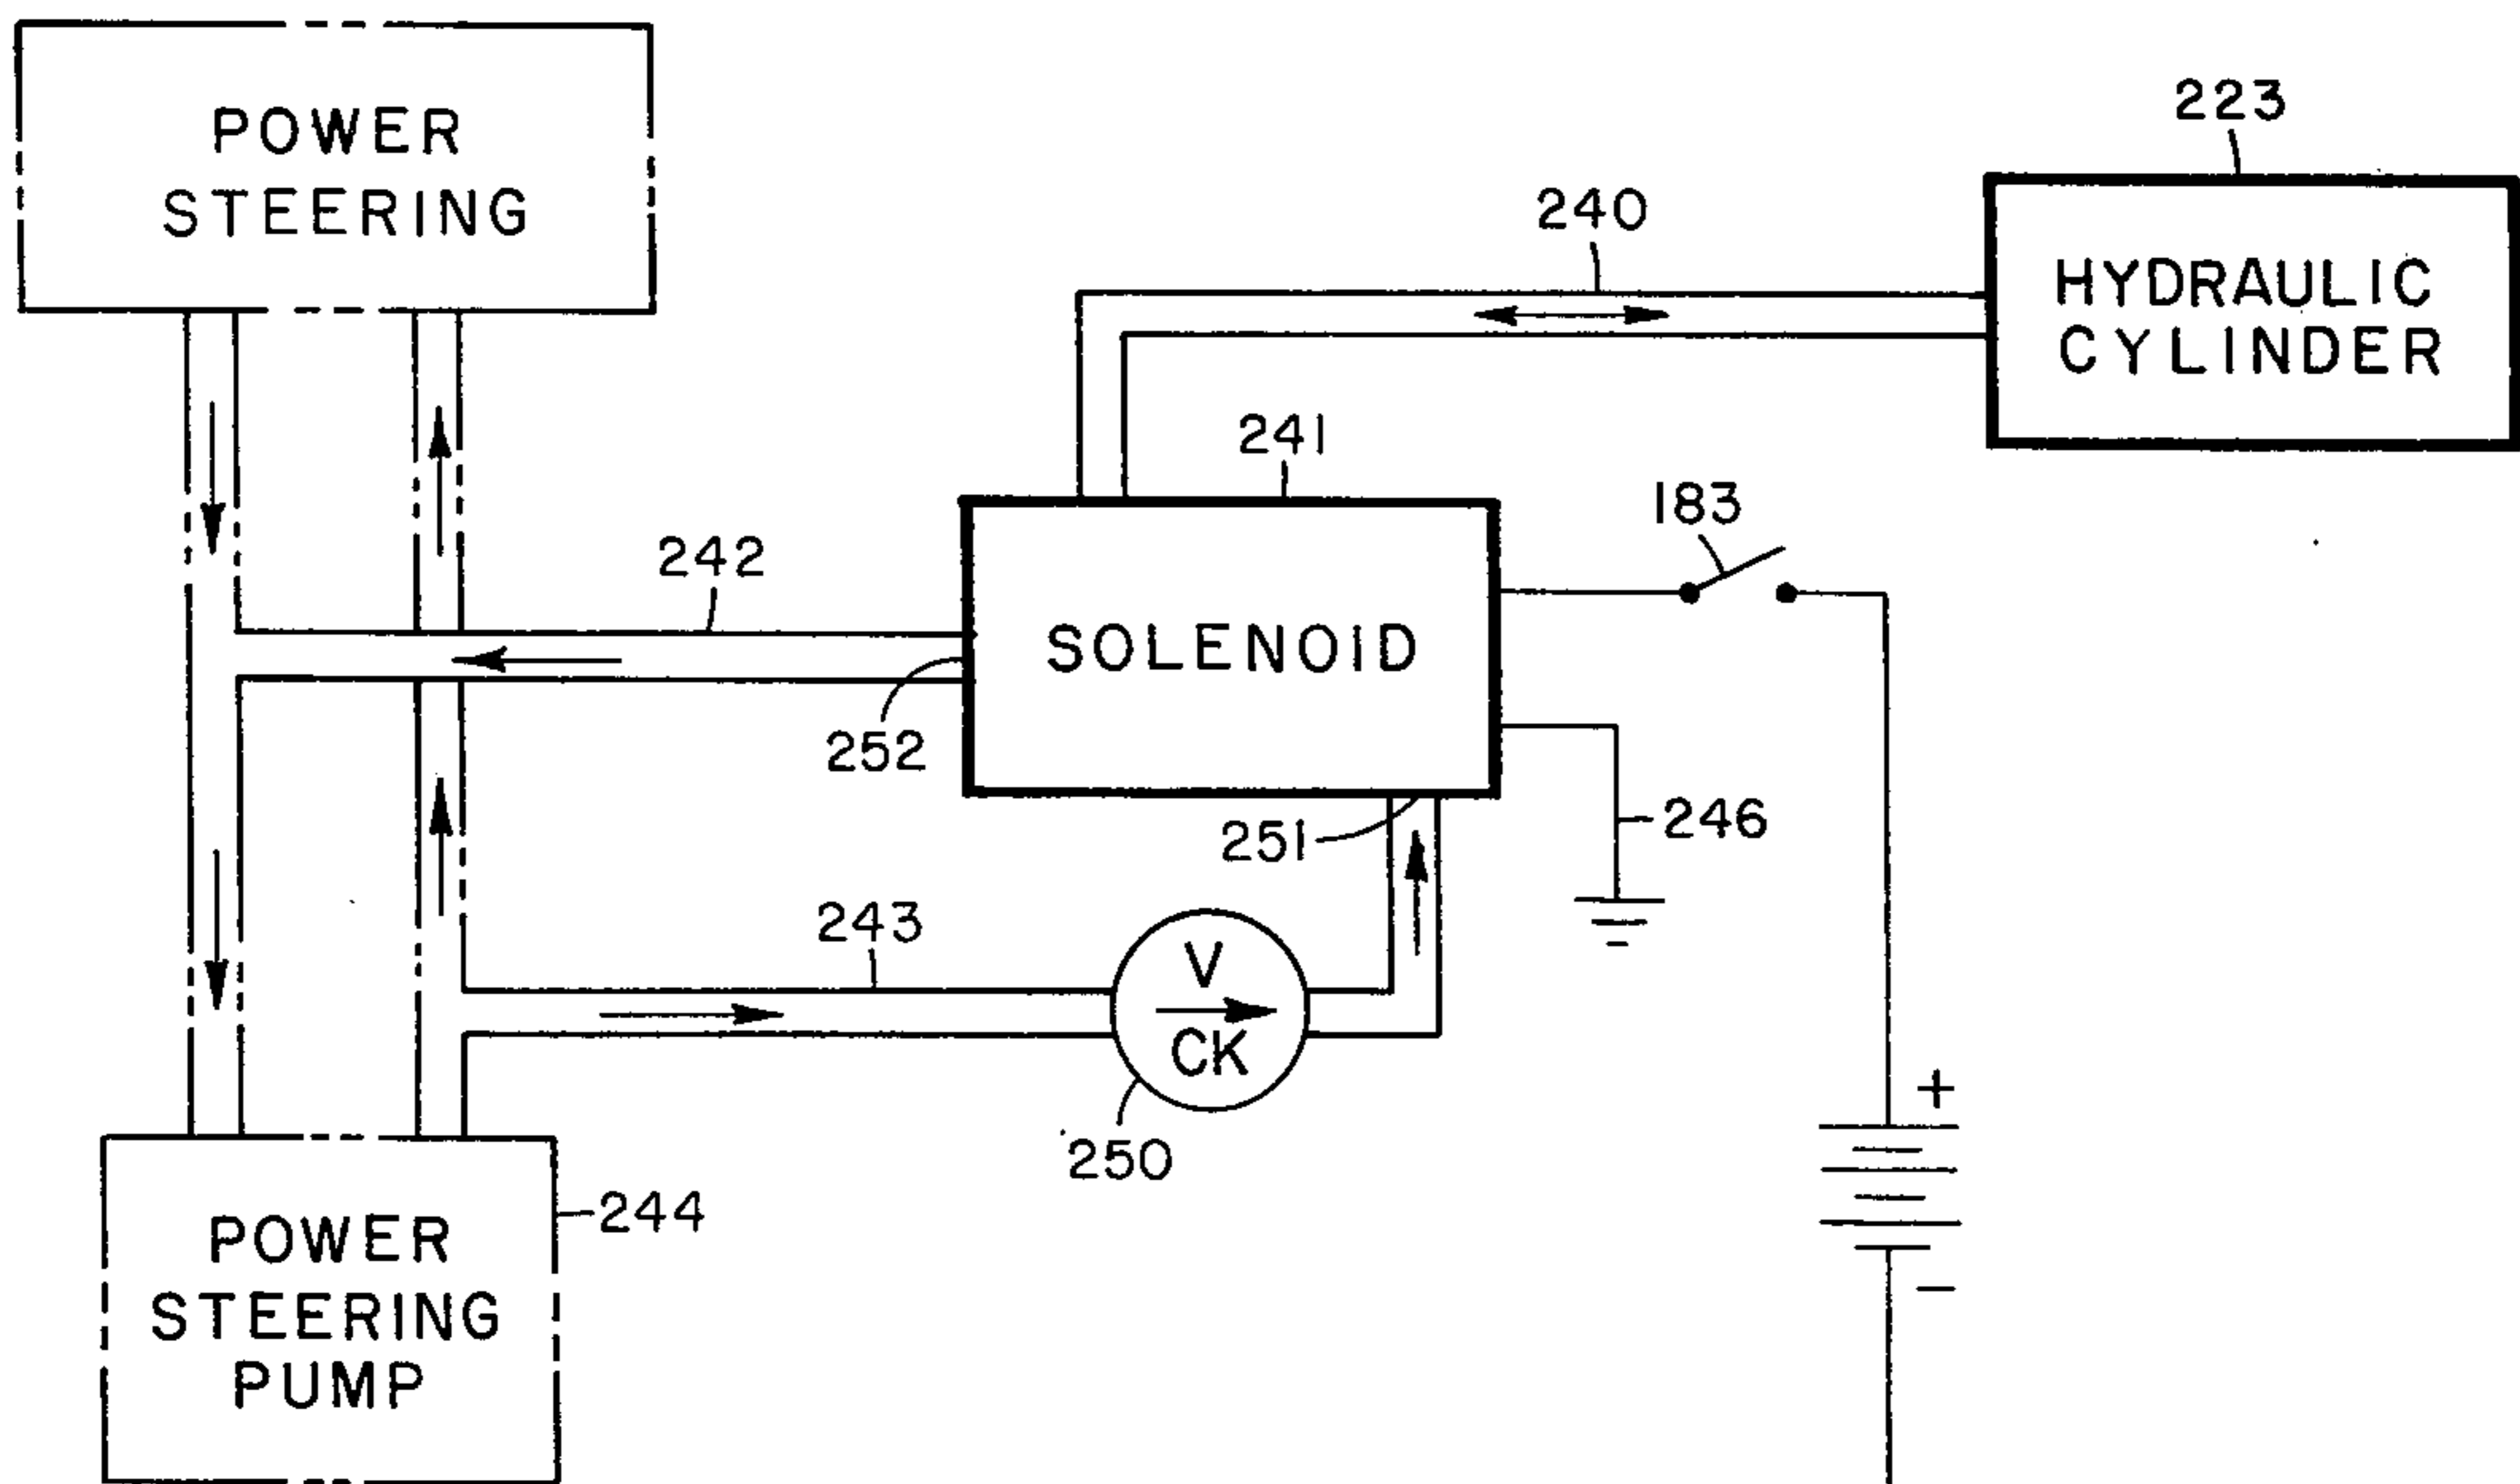 POWER
STEERING
223
240
HYDRAULIC
CYLINDER
241
183
242
SOLENOID
252
251
246
243
V
CK
+
250
244
−
POWER
STEERING
PUMP